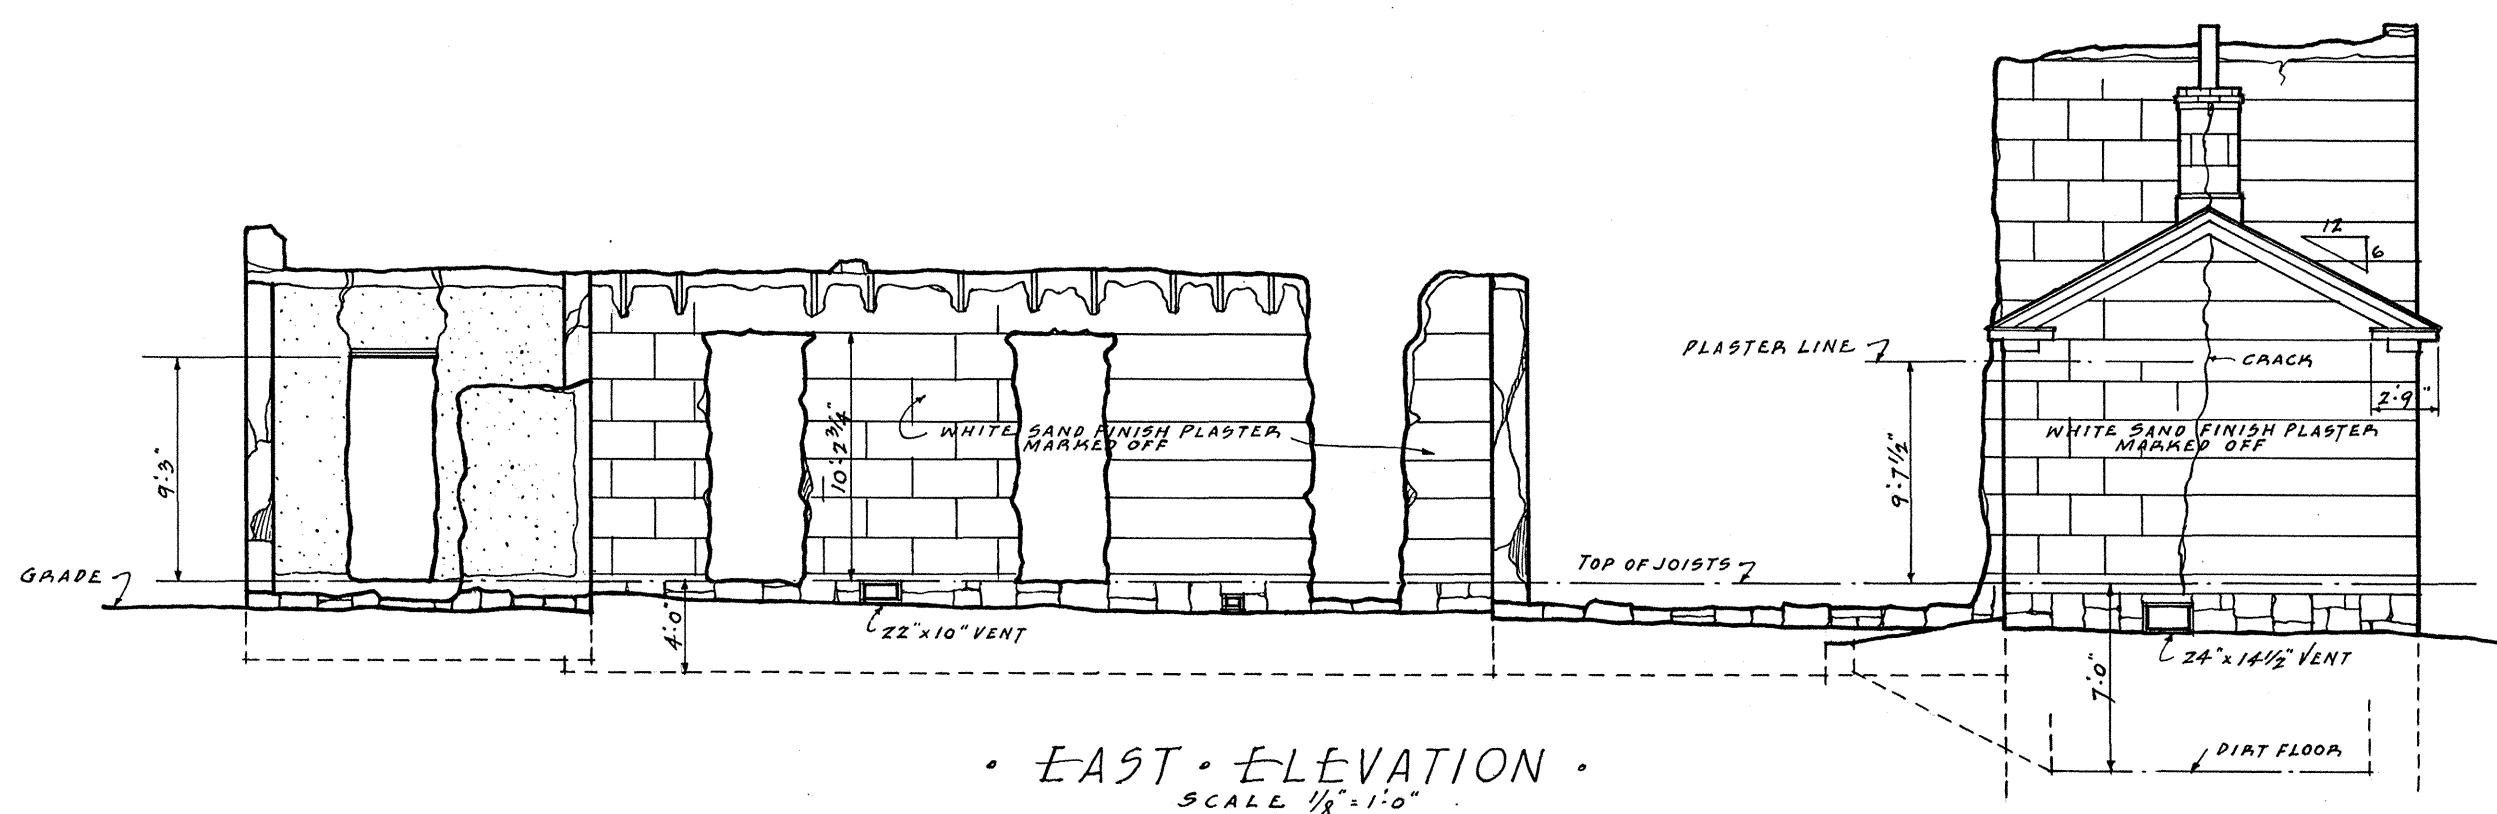 12
6
PLASTER LINE
CRACK
2'-9"
WHITE SAND FINISH PLASTER
MARKED OFF
WHITE SAND FINISH PLASTER
MARKED OFF
9'-3"
10'-2 3/4"
9'-7 1/2"
GRADE
TOP OF JOISTS
4'-0"
22" x 10" VENT
24" x 14 1/2" VENT
7'-0"
DIRT FLOOR
· EAST · ELEVATION ·
SCALE 1/8" = 1'-0"